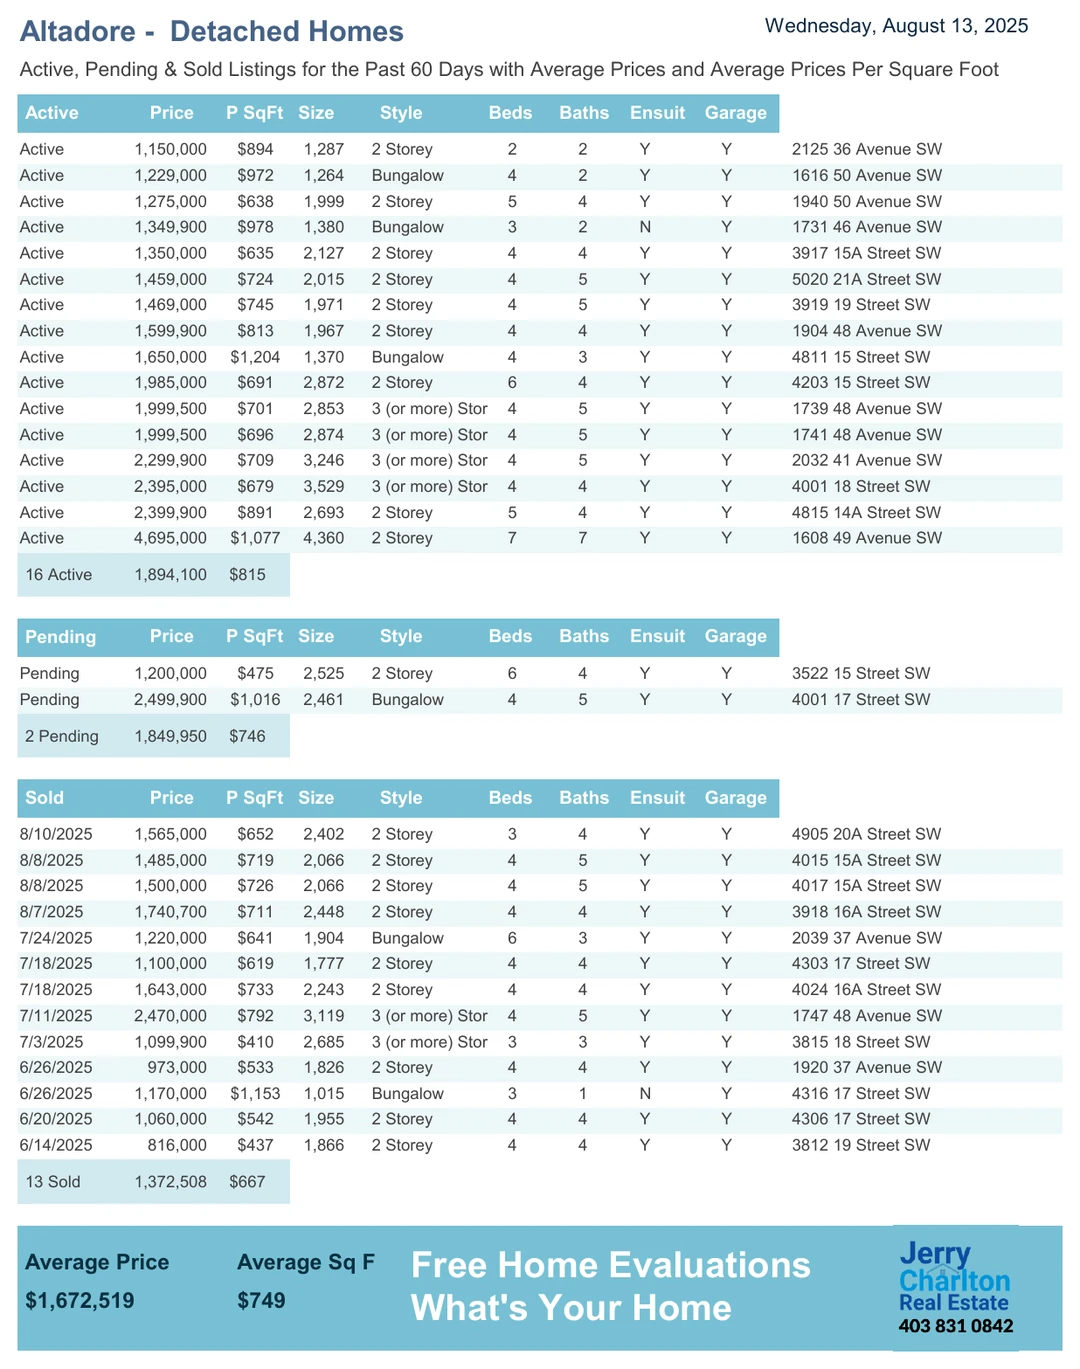 Altadore -  Detached Homes
Wednesday, August 13, 2025
Active, Pending & Sold Listings for the Past 60 Days with Average Prices and Average Prices Per Square Foot
Active Price P SqFt Size Style Beds Baths Ensuit Garage
Active 1,150,000 $894 1,287 2 Storey 2 2 Y Y 2125 36 Avenue SW
Active 1,229,000 $972 1,264 Bungalow 4 2 Y Y 1616 50 Avenue SW
Active 1,275,000 $638 1,999 2 Storey 5 4 Y Y 1940 50 Avenue SW
Active 1,349,900 $978 1,380 Bungalow 3 2 N Y 1731 46 Avenue SW
Active 1,350,000 $635 2,127 2 Storey 4 4 Y Y 3917 15A Street SW
Active 1,459,000 $724 2,015 2 Storey 4 5 Y Y 5020 21A Street SW
Active 1,469,000 $745 1,971 2 Storey 4 5 Y Y 3919 19 Street SW
Active 1,599,900 $813 1,967 2 Storey 4 4 Y Y 1904 48 Avenue SW
Active 1,650,000 $1,204 1,370 Bungalow 4 3 Y Y 4811 15 Street SW
Active 1,985,000 $691 2,872 2 Storey 6 4 Y Y 4203 15 Street SW
Active 1,999,500 $701 2,853 3 (or more) Stor 4 5 Y Y 1739 48 Avenue SW
Active 1,999,500 $696 2,874 3 (or more) Stor 4 5 Y Y 1741 48 Avenue SW
Active 2,299,900 $709 3,246 3 (or more) Stor 4 5 Y Y 2032 41 Avenue SW
Active 2,395,000 $679 3,529 3 (or more) Stor 4 4 Y Y 4001 18 Street SW
Active 2,399,900 $891 2,693 2 Storey 5 4 Y Y 4815 14A Street SW
Active 4,695,000 $1,077 4,360 2 Storey 7 7 Y Y 1608 49 Avenue SW
16 Active 1,894,100 $815
Pending Price P SqFt Size Style Beds Baths Ensuit Garage
Pending 1,200,000 $475 2,525 2 Storey 6 4 Y Y 3522 15 Street SW
Pending 2,499,900 $1,016 2,461 Bungalow 4 5 Y Y 4001 17 Street SW
2 Pending 1,849,950 $746
Sold Price P SqFt Size Style Beds Baths Ensuit Garage
8/10/2025 1,565,000 $652 2,402 2 Storey 3 4 Y Y 4905 20A Street SW
8/8/2025 1,485,000 $719 2,066 2 Storey 4 5 Y Y 4015 15A Street SW
8/8/2025 1,500,000 $726 2,066 2 Storey 4 5 Y Y 4017 15A Street SW
8/7/2025 1,740,700 $711 2,448 2 Storey 4 4 Y Y 3918 16A Street SW
7/24/2025 1,220,000 $641 1,904 Bungalow 6 3 Y Y 2039 37 Avenue SW
7/18/2025 1,100,000 $619 1,777 2 Storey 4 4 Y Y 4303 17 Street SW
7/18/2025 1,643,000 $733 2,243 2 Storey 4 4 Y Y 4024 16A Street SW
7/11/2025 2,470,000 $792 3,119 3 (or more) Stor 4 5 Y Y 1747 48 Avenue SW
7/3/2025 1,099,900 $410 2,685 3 (or more) Stor 3 3 Y Y 3815 18 Street SW
6/26/2025 973,000 $533 1,826 2 Storey 4 4 Y Y 1920 37 Avenue SW
6/26/2025 1,170,000 $1,153 1,015 Bungalow 3 1 N Y 4316 17 Street SW
6/20/2025 1,060,000 $542 1,955 2 Storey 4 4 Y Y 4306 17 Street SW
6/14/2025 816,000 $437 1,866 2 Storey 4 4 Y Y 3812 19 Street SW
13 Sold 1,372,508 $667
Average Price Average Sq F
$1,672,519 $749
Free Home Evaluations
What's Your Home
Jerry
Charlton
Real Estate
403 831 0842